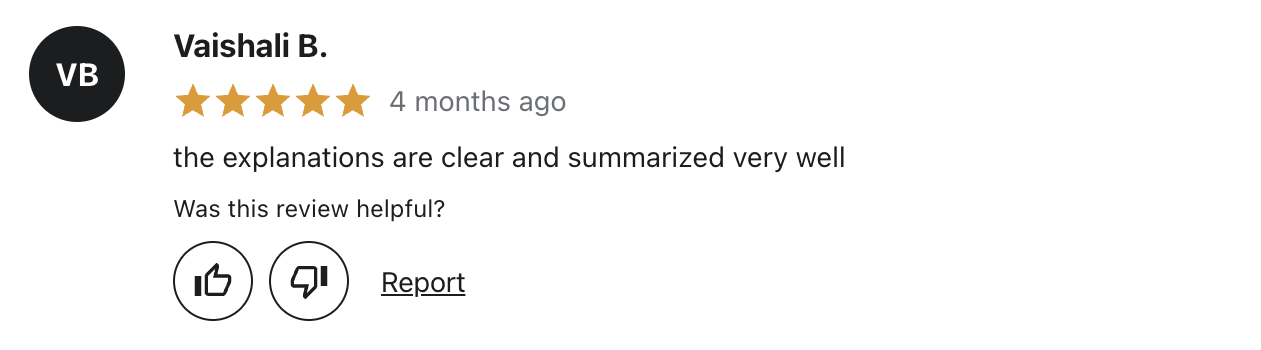 VB
Vaishali B.
4 months ago
the explanations are clear and summarized very well
Was this review helpful?
Report